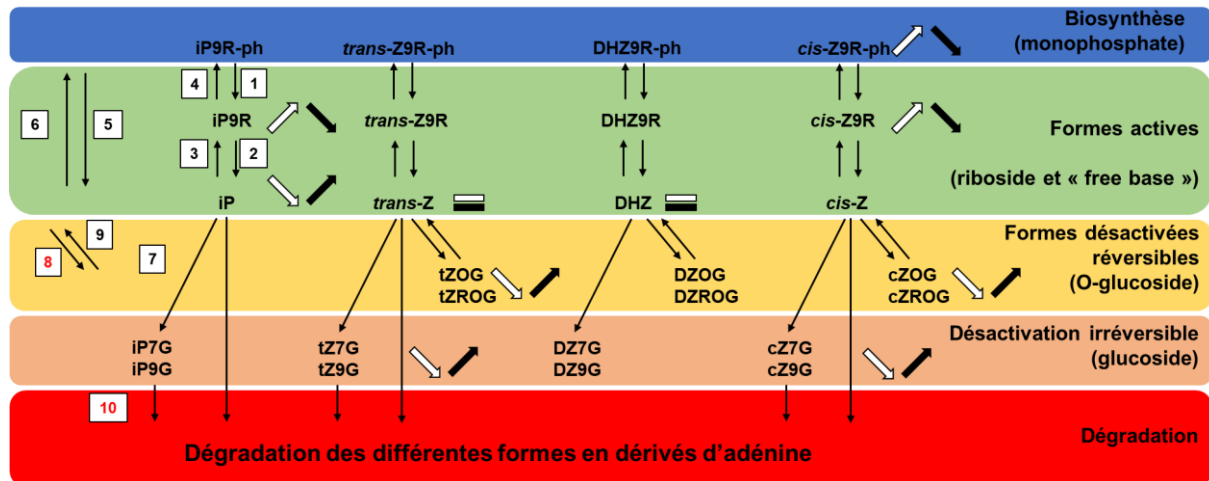 Biosynthèse
(monophosphate)
iP9R-ph trans-Z9R-ph DHZ9R-ph cis-Z9R-ph
4 1
6 5
iP9R trans-Z9R DHZ9R cis-Z9R
Formes actives
3 2
(riboside et « free base »)
iP trans-Z DHZ cis-Z
Formes désactivées
réversibles
(O-glucoside)
9
8 7
tZOG DZOG cZOG
tZROG DZROG cZROG
Désactivation irréversible
(glucoside)
iP7G tZ7G DZ7G cZ7G
iP9G tZ9G DZ9G cZ9G
10
Dégradation
Dégradation des différentes formes en dérivés d’adénine